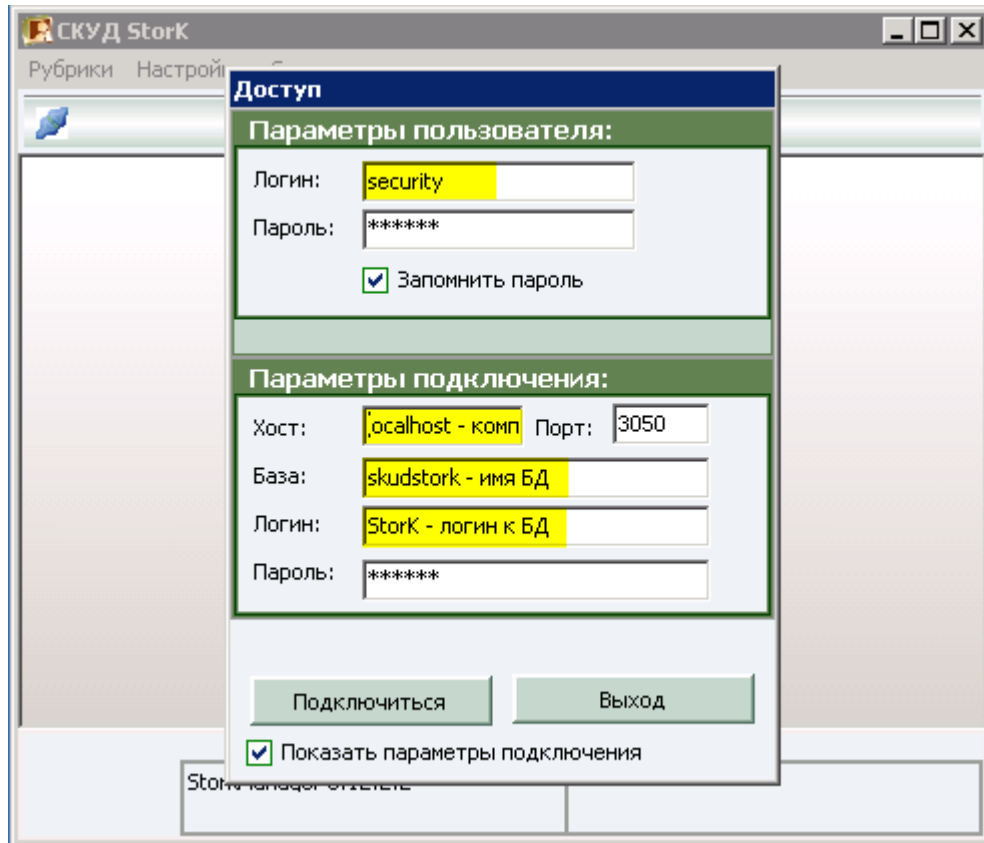 СКУД StorK
Рубрики Настрой
Доступ
Параметры пользователя:
Логин: security
Пароль: ******
Запомнить пароль
Параметры подключения:
Хост: localhost - комп Порт: 3050
База: skudstork - имя БД
Логин: StorK - логин к БД
Пароль: ******
Подключиться Выход
Показать параметры подключения